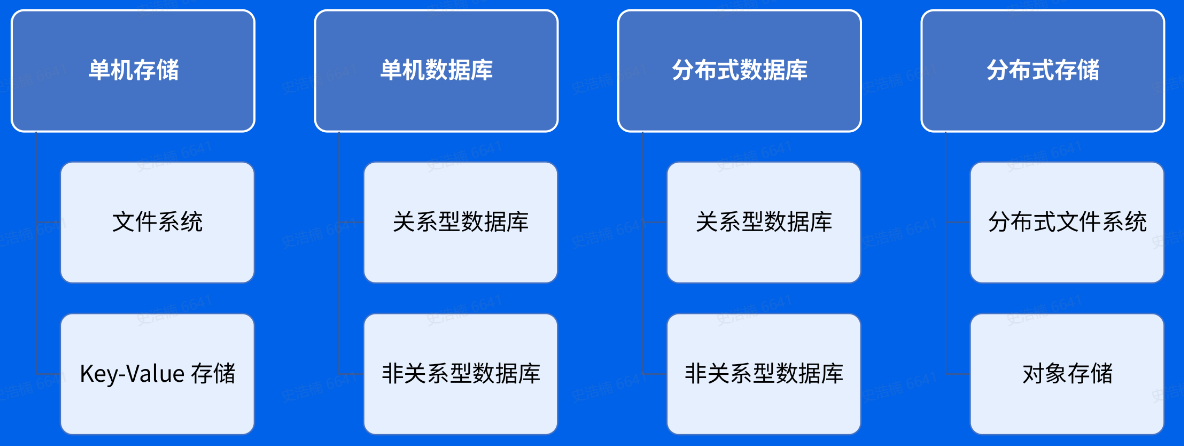 单机存储
单机数据库
分布式数据库
分布式存储
文件系统
关系型数据库
关系型数据库
分布式文件系统
Key-Value 存储
非关系型数据库
非关系型数据库
对象存储